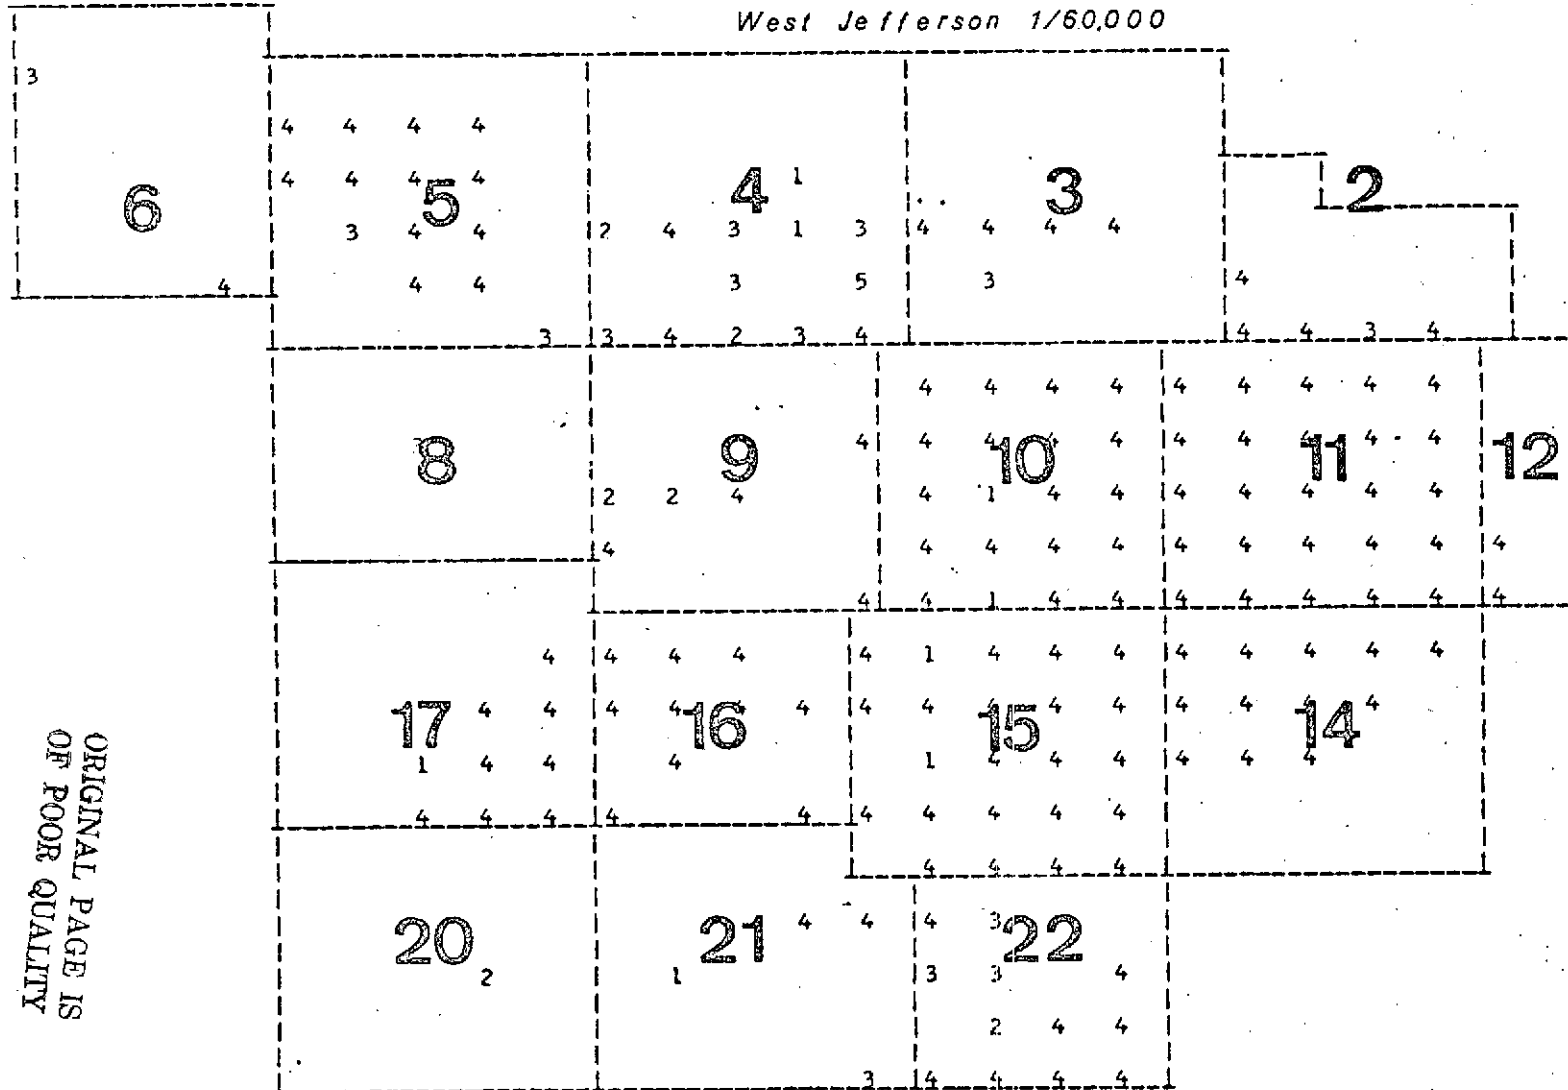 West Jefferson 1/60,000
3
4 4 4 4
4 4 4 4 1
6 5 4 3 2
3 4 4 2 4 3 1 3 4 4 4 4
4 4 4 3 5 3 4
3 3 4 2 3 4 4 4 3 4
4 4 4 4 4 4 4 4 4
4 4 4 4 4 4 4 4 4 4
8 9 10 11 12
2 2 4 4 1 4 4 4 4 4 4 4
4 4 4 4 4 4 4 4 4 4 4
4 4 1 4 4 4 4 4 4 4 4
4 4 4 4 4 1 4 4 4 4 4 4 4 4
4 4 4 4 4 4 4 4 4 4 4 4 4 4 4 4
17 16 15 14
1 4 4 4 1 4 4 4 4 4 4
4 4 4 4 4 4 4 4 4 4
4 4 4 4
4 4 4 3
20 21 22
2 1 3 3 4
2 4 4
3 4 4 4 4
ORIGINAL PAGE IS
OF POOR QUALITY